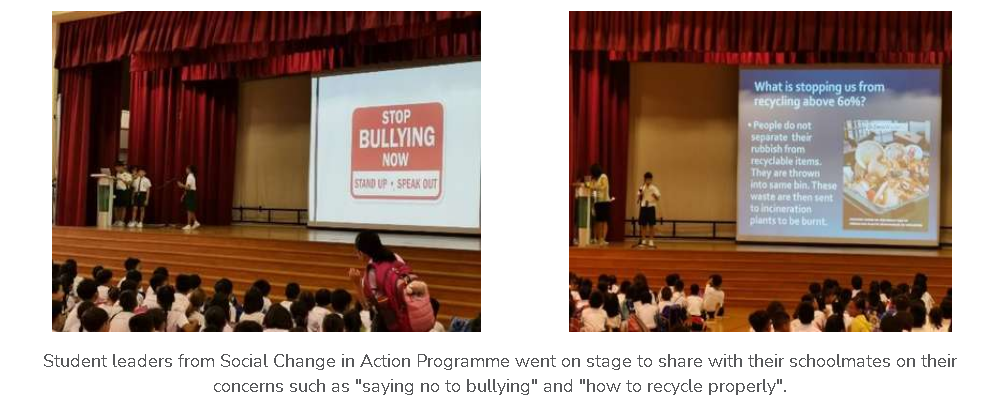 STOP
BULLYING
NOW
STAND UP • SPEAK OUT
What is stopping us from
recycling above 60%?
• People do not
separate their
rubbish from
recyclable items.
They are thrown
into same bin. These
waste are then sent
to incineration
plants to be burnt.
Student leaders from Social Change in Action Programme went on stage to share with their schoolmates on their
concerns such as "saying no to bullying" and "how to recycle properly".